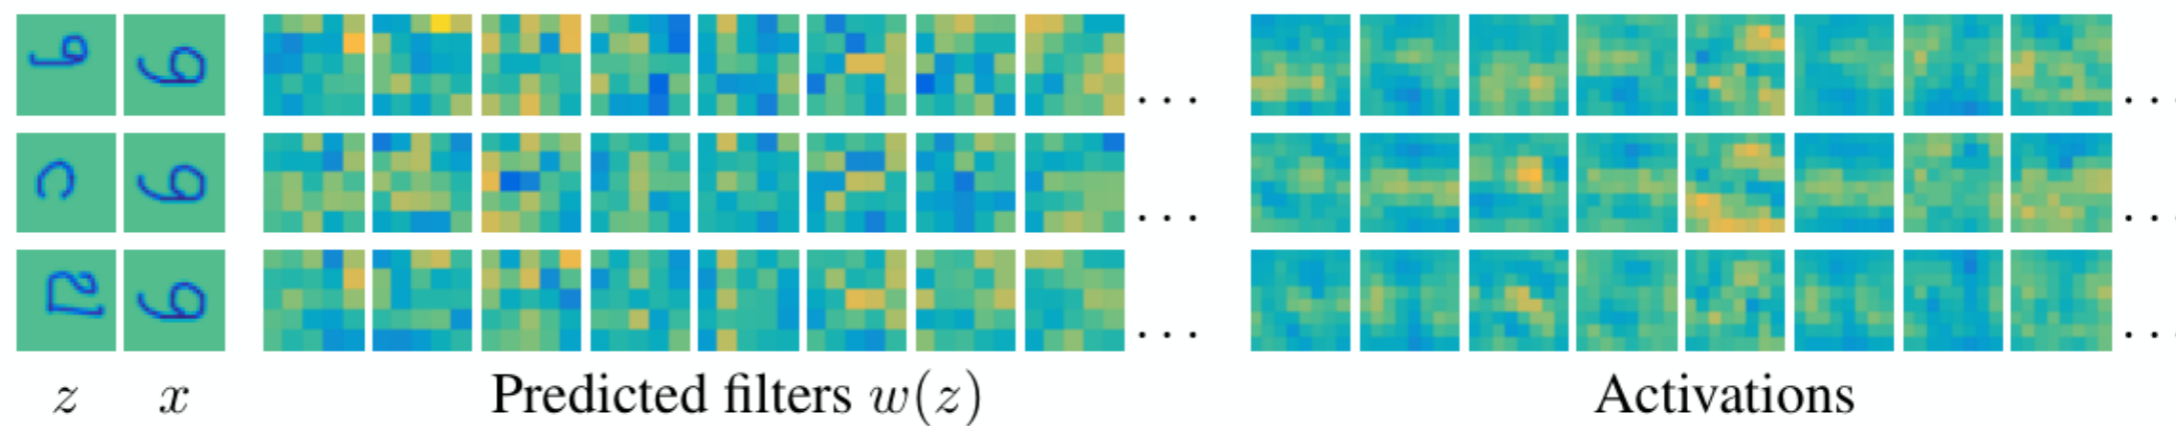 . . . . . .
. . . . . .
. . . . . .
z x Predicted filters w(z) Activations